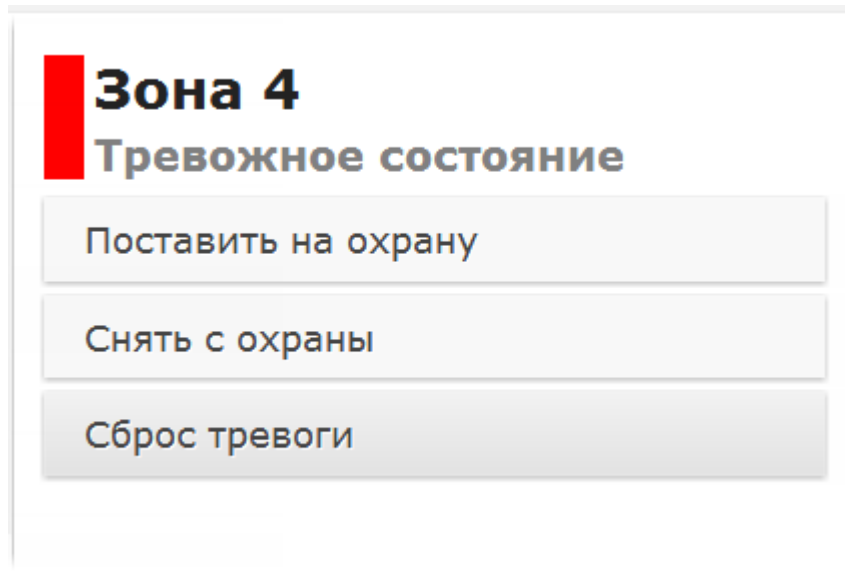 Зона 4
Тревожное состояние
Поставить на охрану
Снять с охраны
Сброс тревоги